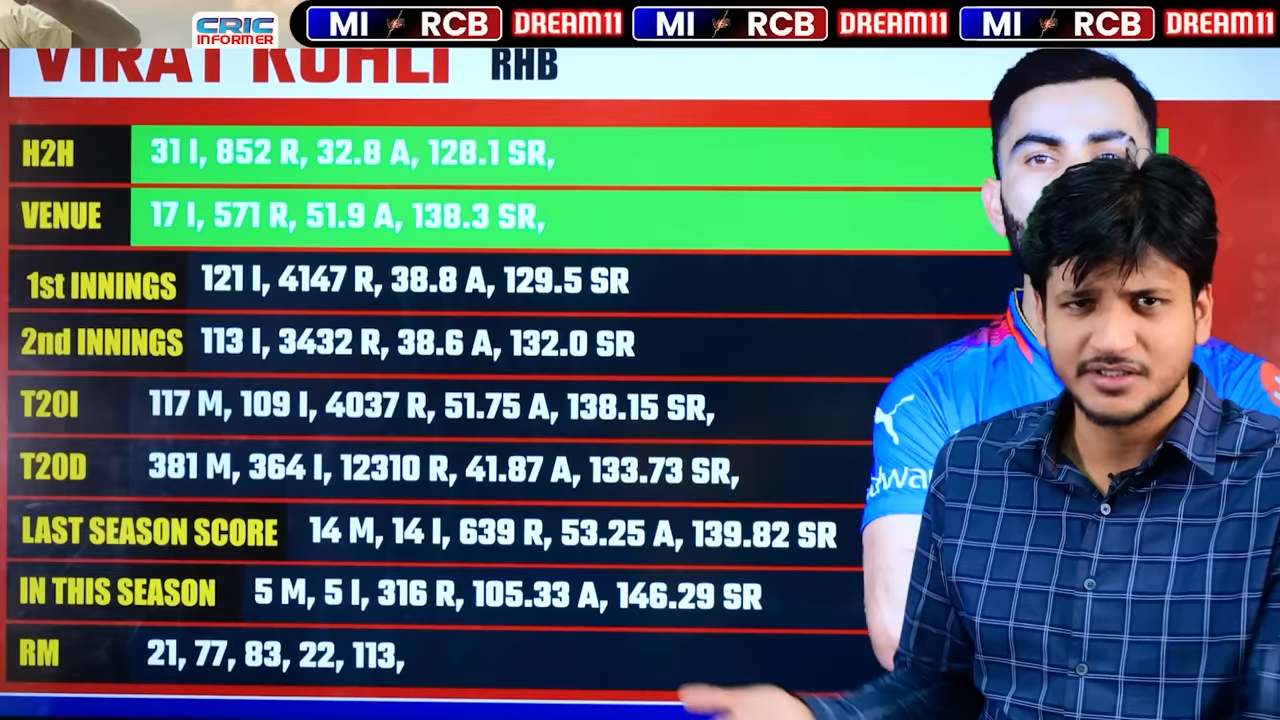 CRIC
INFORMER
MI VS RCB DREAM11 MI VS RCB DREAM11 MI VS RCB DREAM11
VIRAT KOHLI RHB
H2H 31 I, 852 R, 32.8 A, 128.1 SR,
VENUE 17 I, 571 R, 51.9 A, 138.3 SR,
1st INNINGS 121 I, 4147 R, 38.8 A, 129.5 SR
2nd INNINGS 113 I, 3432 R, 38.6 A, 132.0 SR
T20I 117 M, 109 I, 4037 R, 51.75 A, 138.15 SR,
T20D 381 M, 364 I, 12310 R, 41.87 A, 133.73 SR,
LAST SEASON SCORE 14 M, 14 I, 639 R, 53.25 A, 139.82 SR
IN THIS SEASON 5 M, 5 I, 316 R, 105.33 A, 146.29 SR
RM 21, 77, 83, 22, 113,